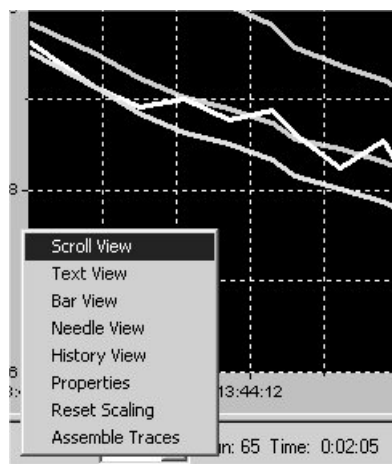 8
Scroll View
Text View
Bar View
Needle View
History View
Properties
6
Reset Scaling
13:44:12
Assemble Traces
65 Time: 0:02:05